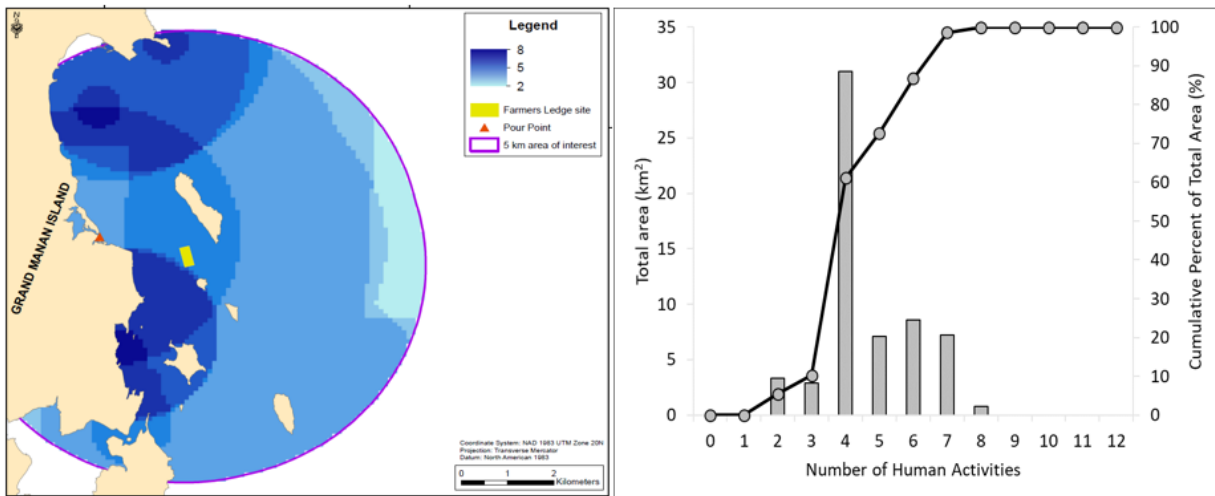 N
Legend
8
5
2
Farmers Ledge site
Pour Point
5 km area of interest
GRAND MANAN ISLAND
Coordinate System: NAD 1983 UTM Zone 20N
Projection: Transverse Mercator
Datum: North American 1983
0 1 2
Kilometers
35
30
25
20
15
10
5
0
Total area (km²)
100
90
80
70
60
50
40
30
20
10
0
Cumulative Percent of Total Area (%)
0 1 2 3 4 5 6 7 8 9 10 11 12
Number of Human Activities